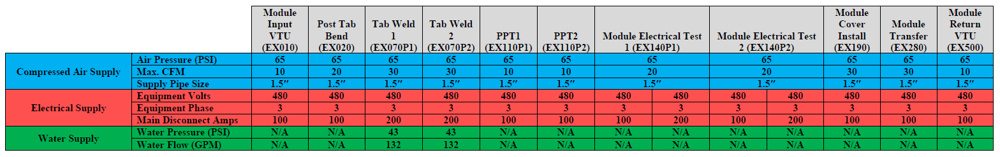 Module Input VTU (EX010) Post Tab Bend (EX020) Tab Weld 1 (EX070P1) Tab Weld 2 (EX070P2) PPT1 (EX110P1) PPT2 (EX110P2) Module Electrical Test 1 (EX140P1) Module Electrical Test 2 (EX140P2) Module Cover Install (EX190) Module Transfer (EX280) Module Return VTU (EX500)
Compressed Air Supply Air Pressure (PSI) 65 65 65 65 65 65 65 65 65 65 65
Max. CFM 10 20 30 30 10 10 20 20 30 30 10
Supply Pipe Size 1.5″ 1.5″ 1.5″ 1.5″ 1.5″ 1.5″ 1.5″ 1.5″ 1.5″ 1.5″ 1.5″
Electrical Supply Equipment Volts 480 480 480 480 480 480 480 480 480 480 480 480 480
Equipment Phase 3 3 3 3 3 3 3 3 3 3 3 3 3
Main Disconnect Amps 100 100 200 200 100 100 100 200 100 200 100 100 100
Water Supply Water Pressure (PSI) N/A N/A 43 43 N/A N/A N/A N/A N/A N/A N/A N/A N/A
Water Flow (GPM) N/A N/A 132 132 N/A N/A N/A N/A N/A N/A N/A N/A N/A